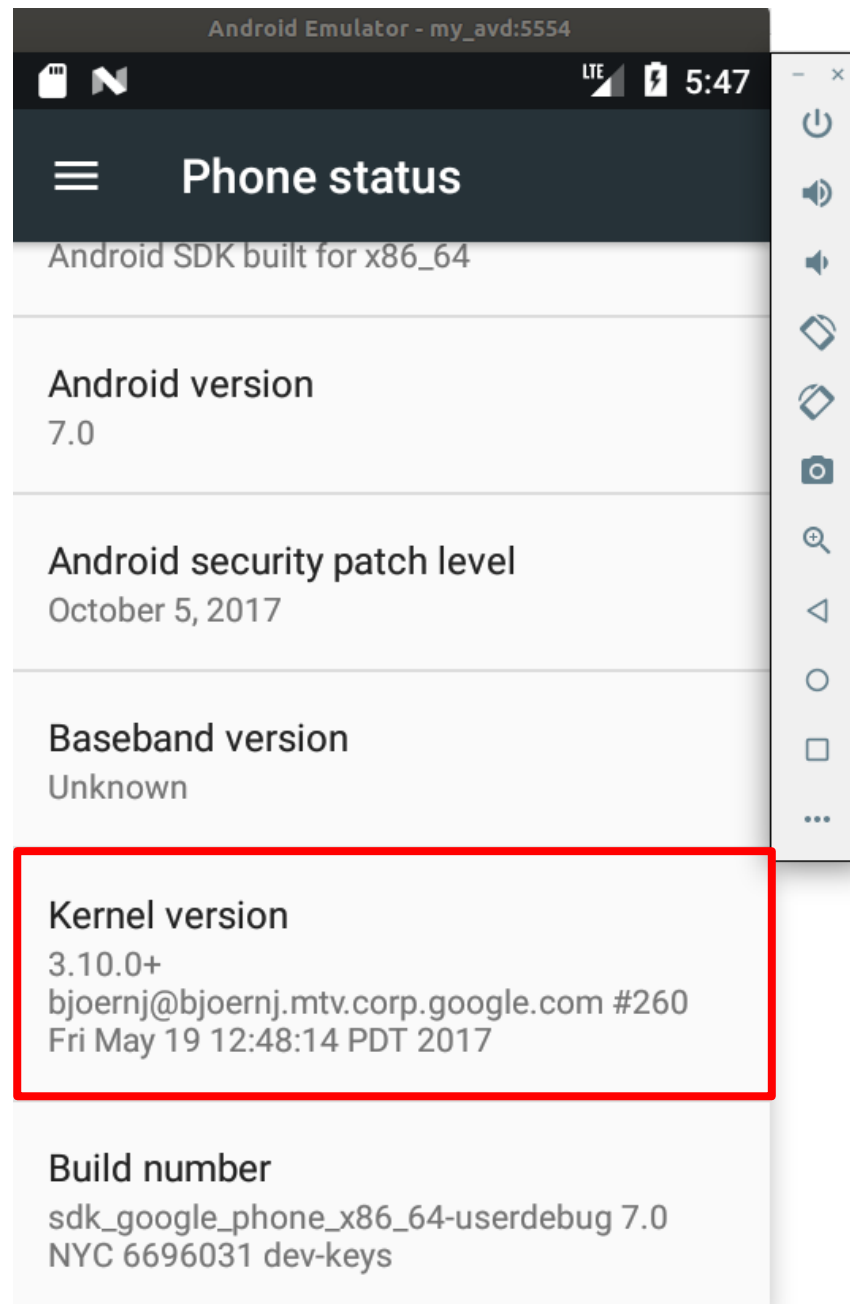 Android Emulator - my_avd:5554
LTE 5:47
Phone status
Android SDK built for x86_64
Android version
7.0
Android security patch level
October 5, 2017
Baseband version
Unknown
Kernel version
3.10.0+
bjoernj@bjoernj.mtv.corp.google.com #260
Fri May 19 12:48:14 PDT 2017
Build number
sdk_google_phone_x86_64-userdebug 7.0
NYC 6696031 dev-keys